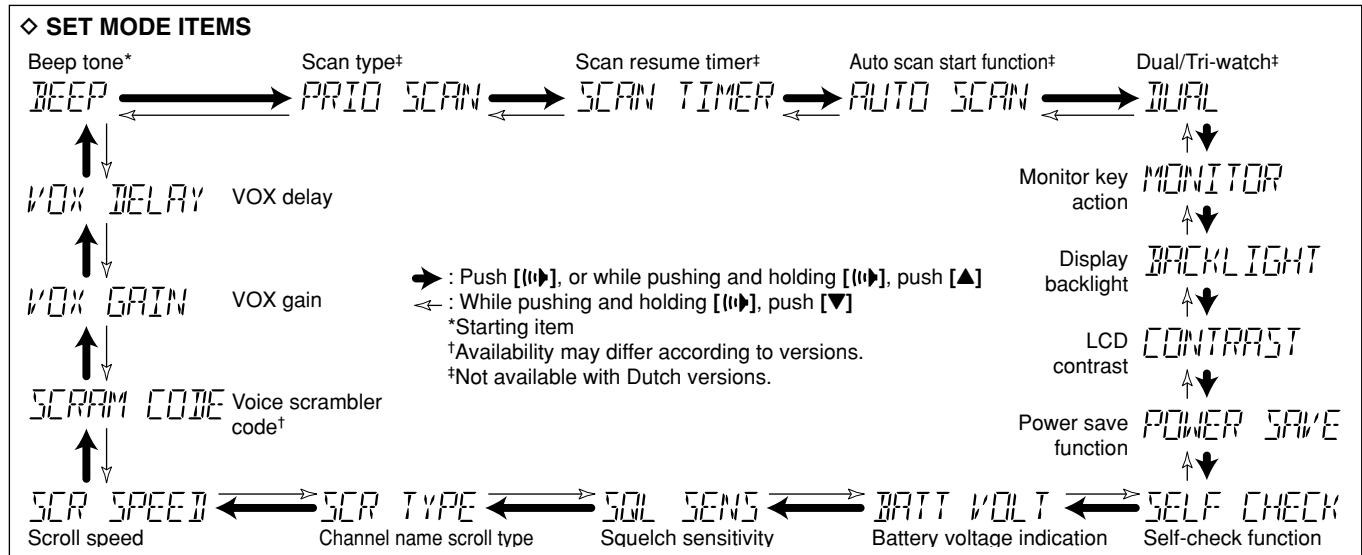 ◇ SET MODE ITEMS
Beep tone* Scan type‡ Scan resume timer‡ Auto scan start function‡ Dual/Tri-watch‡
BEEP PRIO SCAN SCAN TIMER AUTO SCAN DUAL
Monitor key action MONITOR
VOX DELAY VOX delay
Display backlight BACKLIGHT
: Push [ ], or while pushing and holding [ ], push [▲]
VOX GAIN VOX gain
: While pushing and holding [ ], push [▼]
*Starting item
†Availability may differ according to versions.
‡Not available with Dutch versions.
LCD contrast CONTRAST
SCRAM CODE Voice scrambler code†
Power save function POWER SAVE
SCR SPEED SCR TYPE SQL SENS BATT VOLT SELF CHECK
Scroll speed Channel name scroll type Squelch sensitivity Battery voltage indication Self-check function